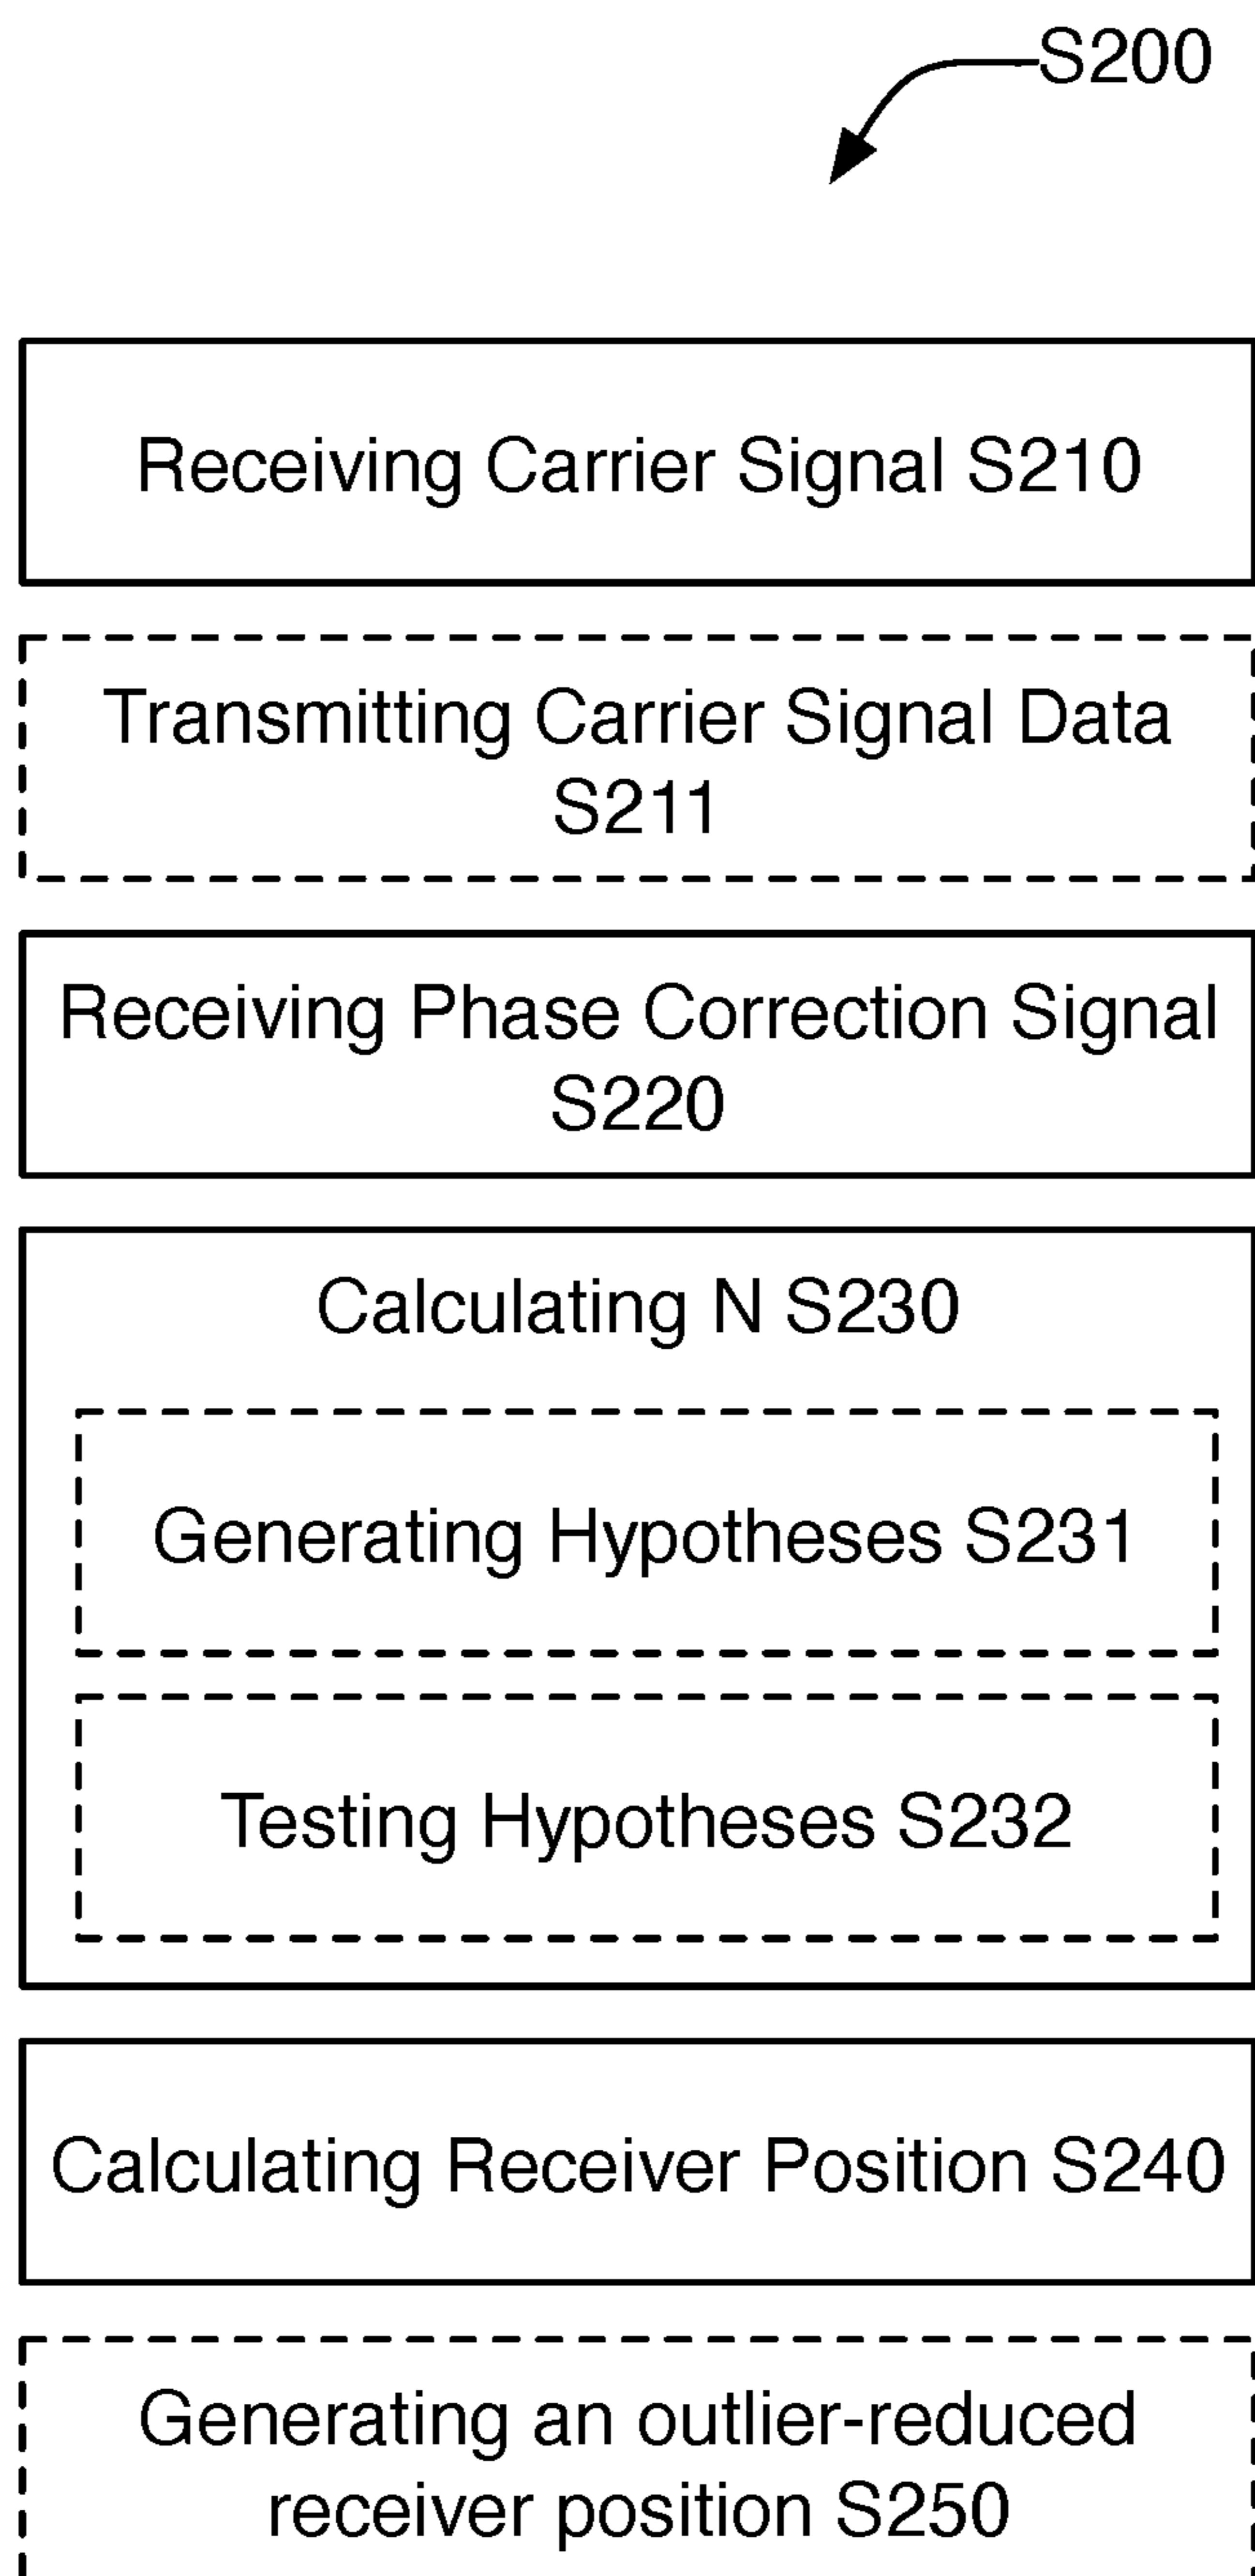 S200
Receiving Carrier Signal S210
Transmitting Carrier Signal Data
S211
Receiving Phase Correction Signal
S220
Calculating N S230
Generating Hypotheses S231
Testing Hypotheses S232
Calculating Receiver Position S240
Generating an outlier-reduced
receiver position S250